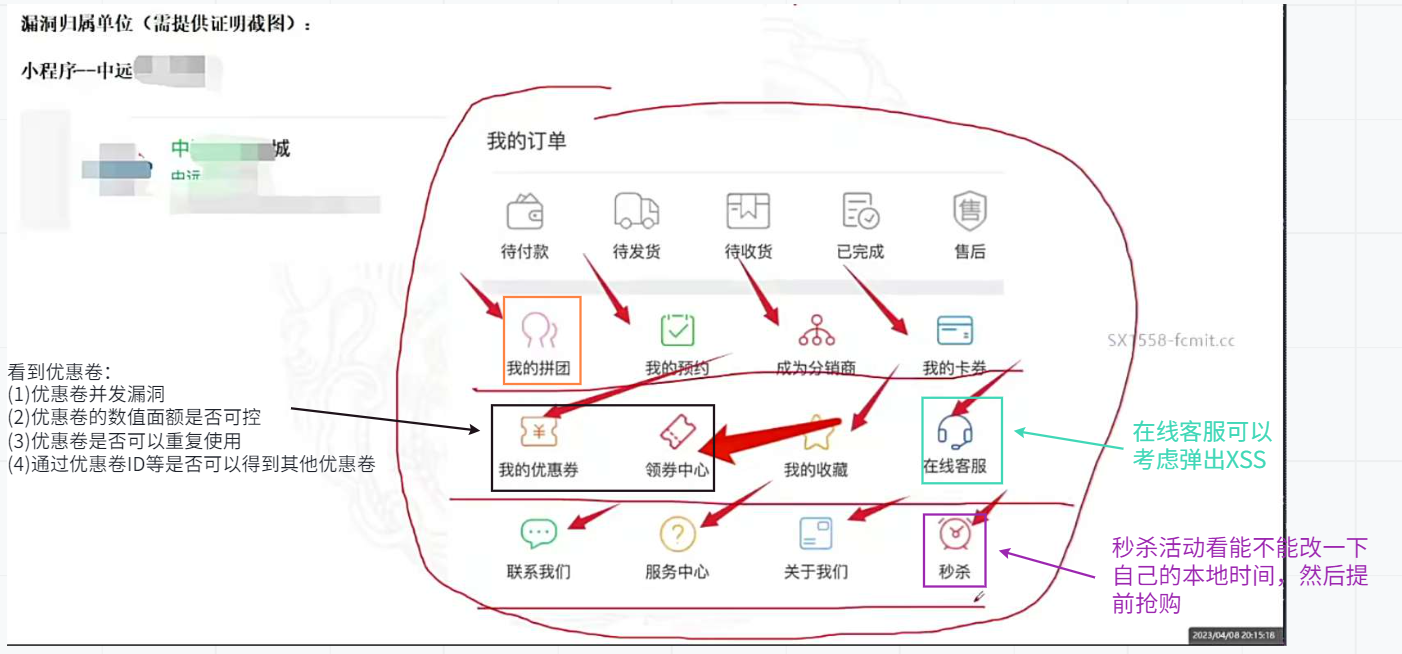 漏洞归属单位（需提供证明截图）：
小程序--中远
中 城
中远
我的订单
待付款 待发货 待收货 已完成 售后
售
我的拼团 我的预约 成为分销商 我的卡券
SX1558-fcmit.cc
看到优惠卷：
(1)优惠卷并发漏洞
(2)优惠卷的数值面额是否可控
(3)优惠卷是否可以重复使用
(4)通过优惠卷ID等是否可以得到其他优惠卷
¥
我的优惠券 领券中心 我的收藏 在线客服
在线客服可以
考虑弹出XSS
?
联系我们 服务中心 关于我们 秒杀
秒杀活动看能不能改一下
自己的本地时间，然后提
前抢购
2023/04/08 20:15:16